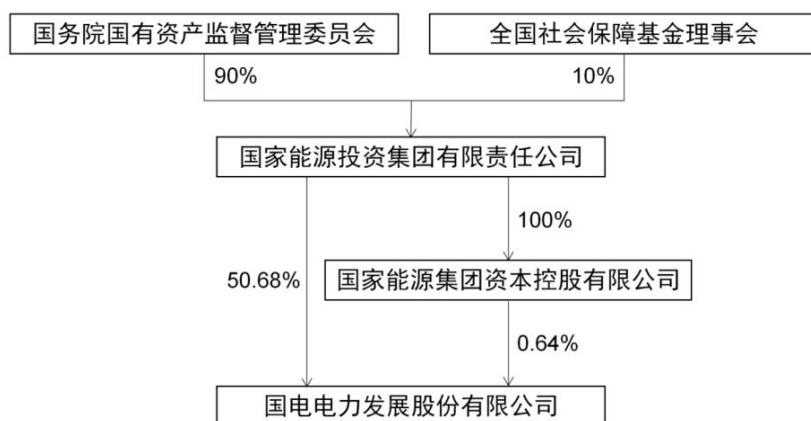 国务院国有资产监督管理委员会
全国社会保障基金理事会
90%
10%
国家能源投资集团有限责任公司
100%
50.68%
国家能源集团资本控股有限公司
0.64%
国电电力发展股份有限公司